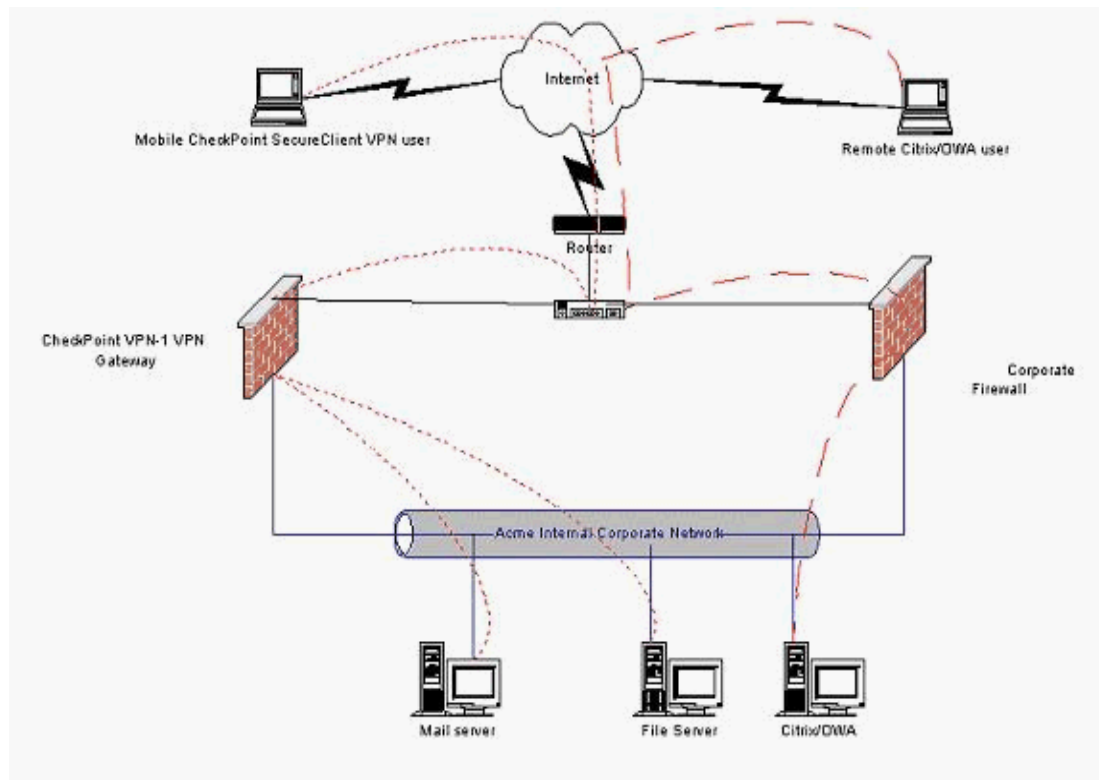 Internet
Mobile CheckPoint SecureClient VPN user
Remote Citrix/OWA user
Router
CheckPoint VPN-1 VPN
Gateway
Corporate
Firewall
Acme Internal Corporate Network
Mail server
File Server
Citrix/OWA